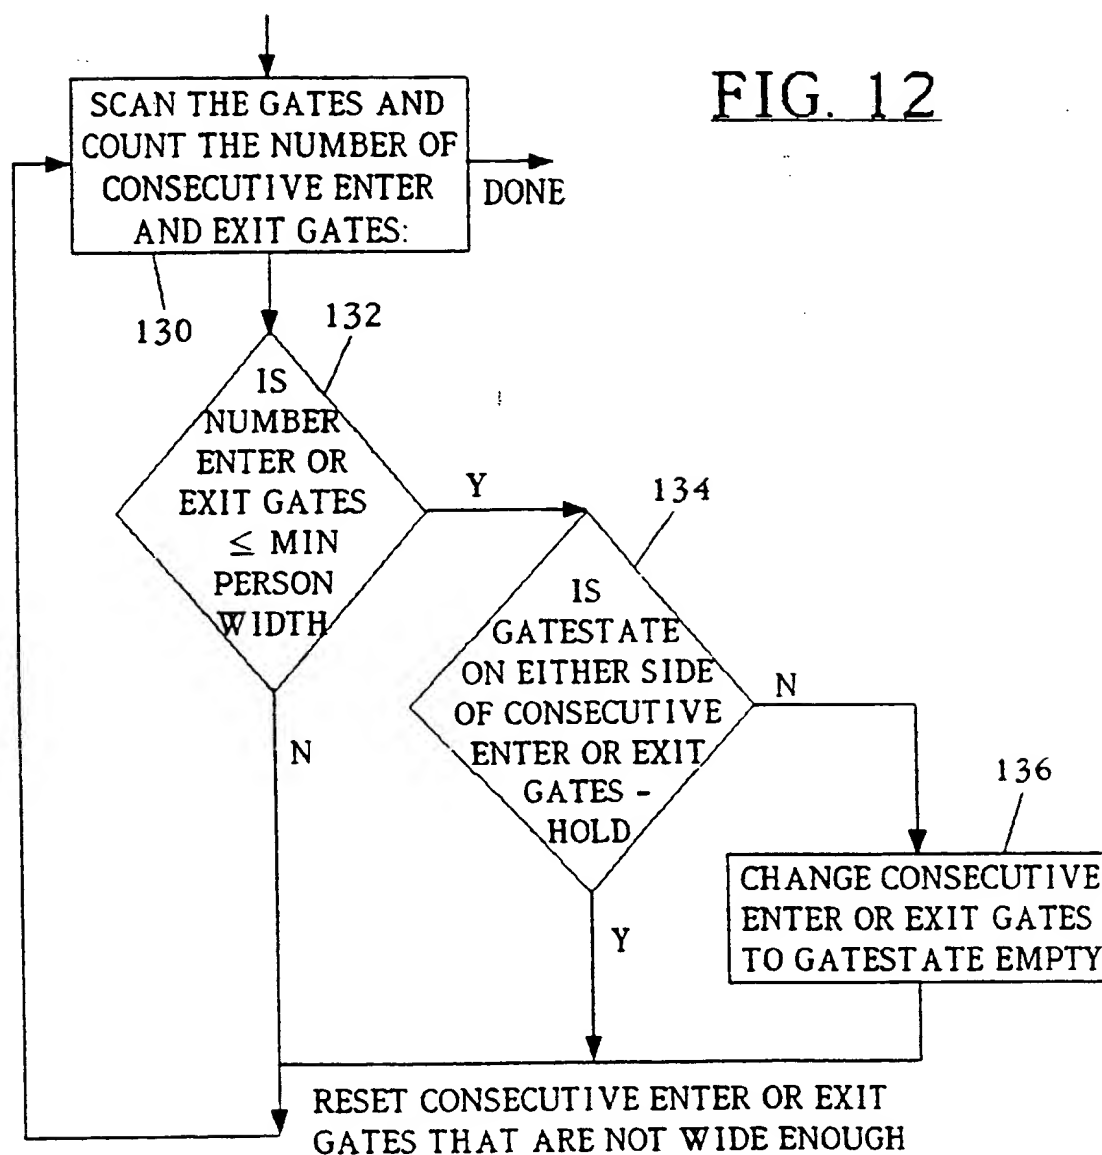 FIG. 12
SCAN THE GATES AND
COUNT THE NUMBER OF
CONSECUTIVE ENTER
AND EXIT GATES:
DONE
130
132
IS
NUMBER
ENTER OR
EXIT GATES
≤ MIN
PERSON
WIDTH
Y
N
134
IS
GATESTATE
ON EITHER SIDE
OF CONSECUTIVE
ENTER OR EXIT
GATES -
HOLD
N
Y
136
CHANGE CONSECUTIVE
ENTER OR EXIT GATES
TO GATESTATE EMPTY
RESET CONSECUTIVE ENTER OR EXIT
GATES THAT ARE NOT WIDE ENOUGH